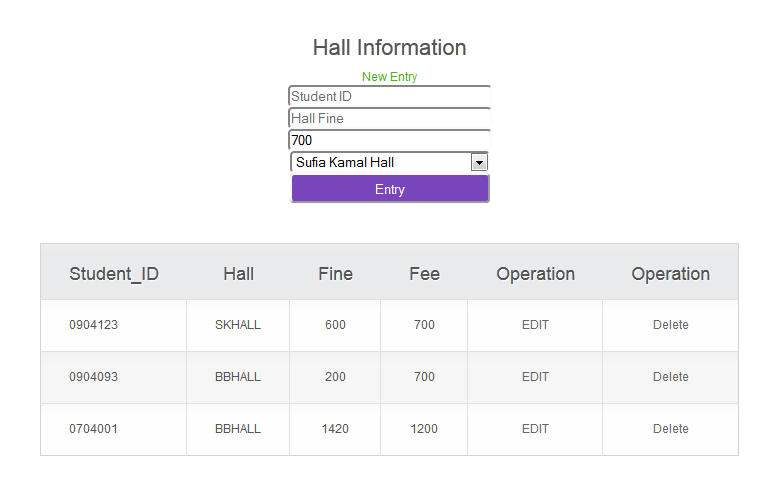 Hall Information
New Entry
Student ID
Hall Fine
700
Sufia Kamal Hall
Entry
Student_ID Hall Fine Fee Operation Operation
0904123 SKHALL 600 700 EDIT Delete
0904093 BBHALL 200 700 EDIT Delete
0704001 BBHALL 1420 1200 EDIT Delete